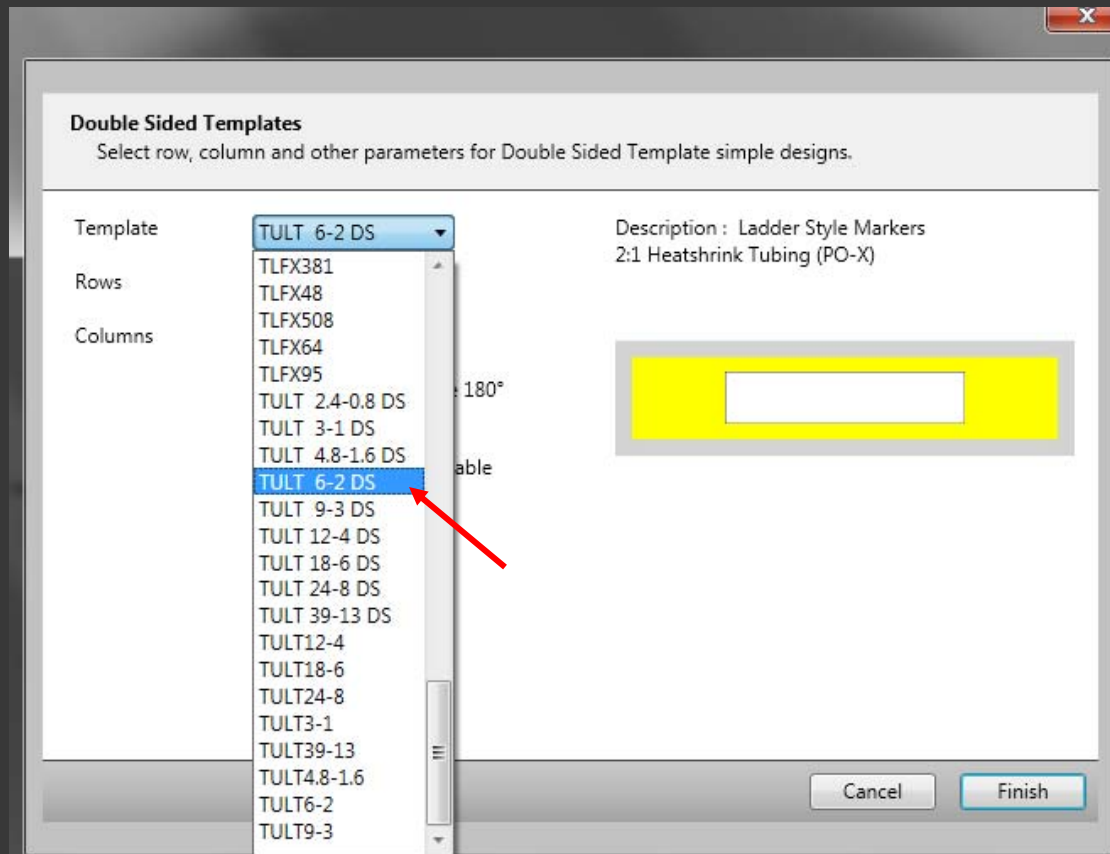 x
Double Sided Templates
Select row, column and other parameters for Double Sided Template simple designs.
Template
TULT 6-2 DS
Description : Ladder Style Markers
2:1 Heatshrink Tubing (PO-X)
Rows
Columns
TLFX381
TLFX48
TLFX508
TLFX64
TLFX95
TULT 2.4-0.8 DS
TULT 3-1 DS
TULT 4.8-1.6 DS
TULT 6-2 DS
TULT 9-3 DS
TULT 12-4 DS
TULT 18-6 DS
TULT 24-8 DS
TULT 39-13 DS
TULT12-4
TULT18-6
TULT24-8
TULT3-1
TULT39-13
TULT4.8-1.6
TULT6-2
TULT9-3
180°
Cancel
Finish